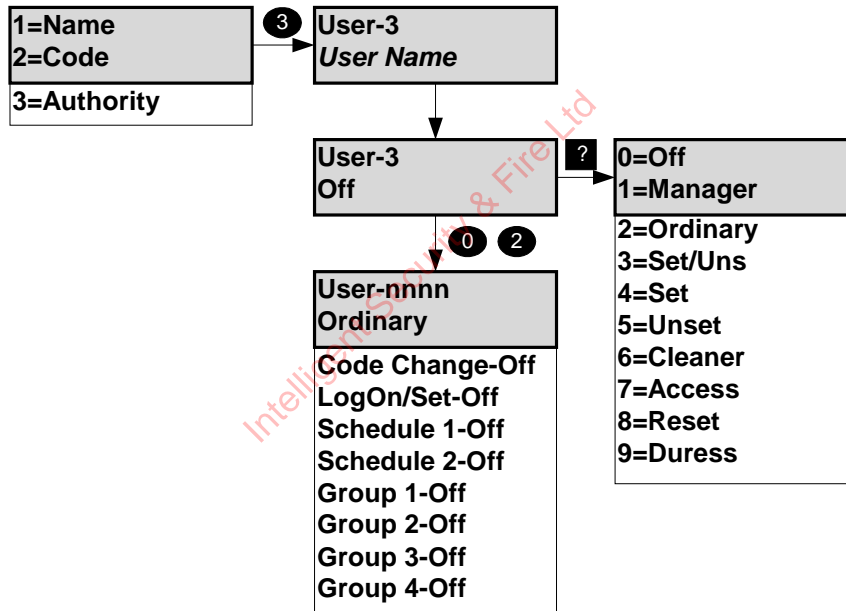 1=Name
2=Code
3=Authority
3
User-3
User Name
User-3
Off
?
0=Off
1=Manager
2=Ordinary
3=Set/Uns
4=Set
5=Unset
6=Cleaner
7=Access
8=Reset
9=Duress
0 2
User-nnnn
Ordinary
Code Change-Off
LogOn/Set-Off
Schedule 1-Off
Schedule 2-Off
Group 1-Off
Group 2-Off
Group 3-Off
Group 4-Off
Intelligent Security & Fire Ltd